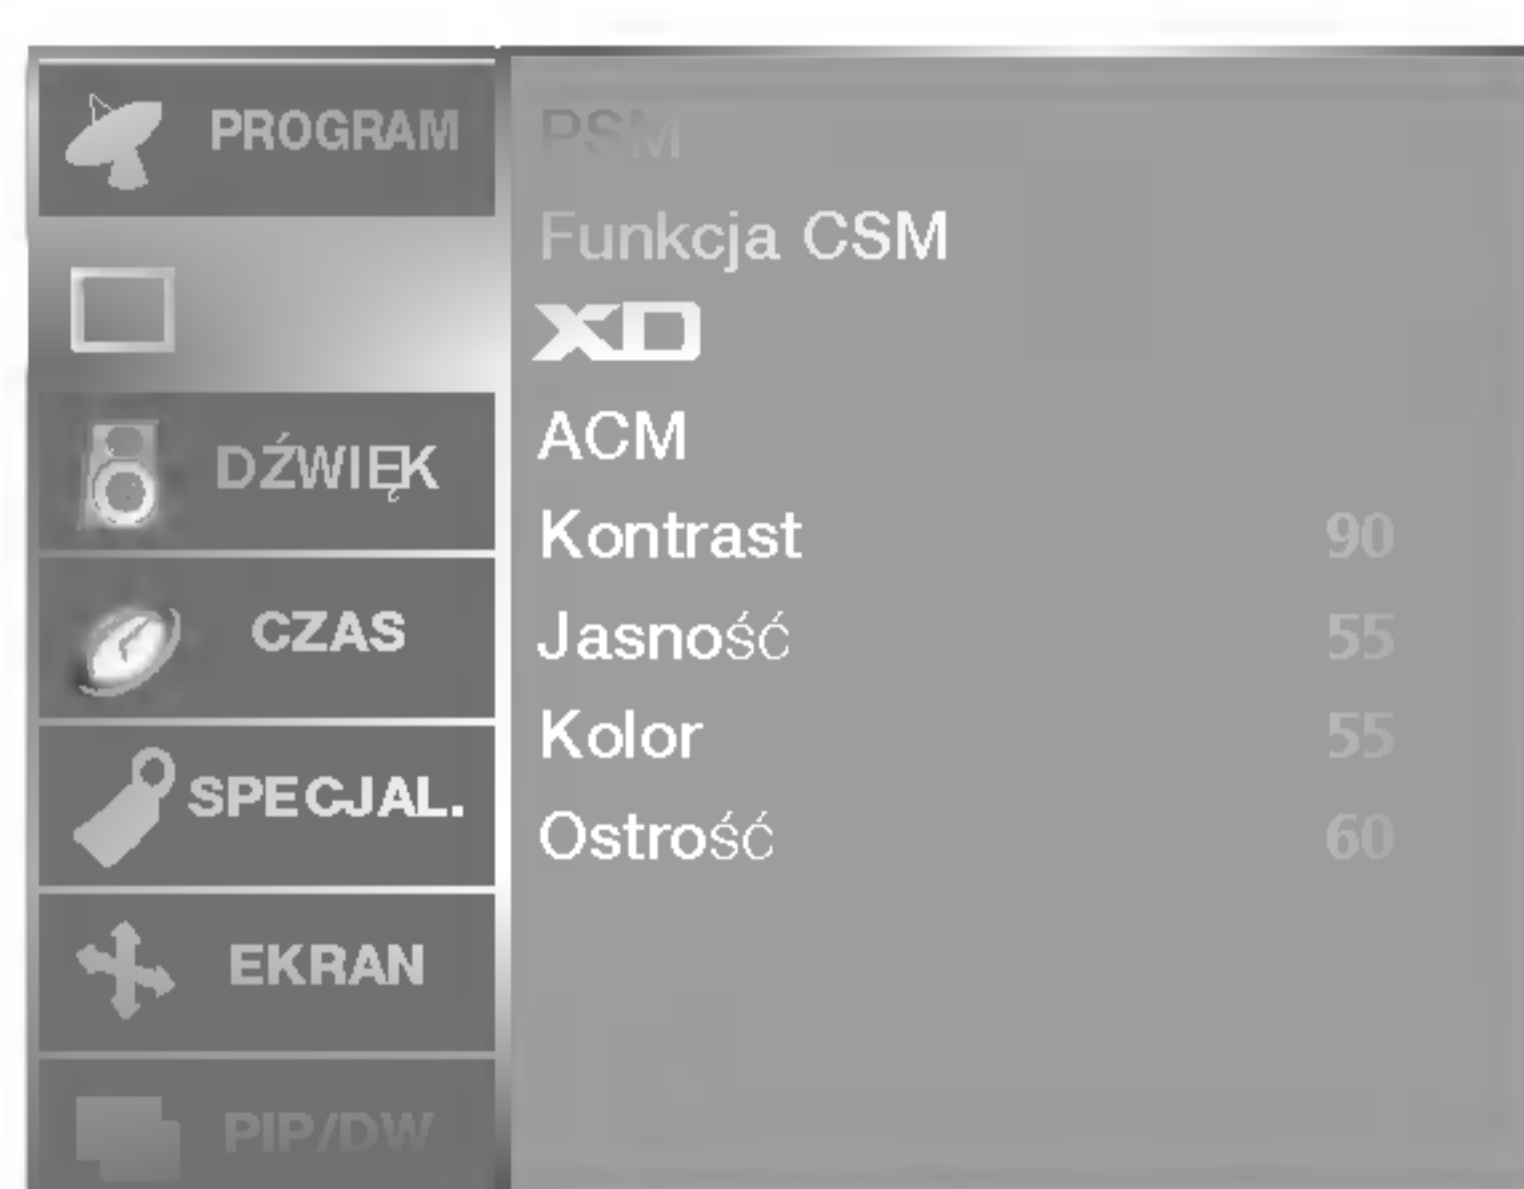 PROGRAM
DŹWIĘK
CZAS
SPECJAL.
EKRAN
PIP/DW
PSM
Funkcja CSM
XD
ACM
Kontrast 90
Jasność 55
Kolor 55
Ostrość 60